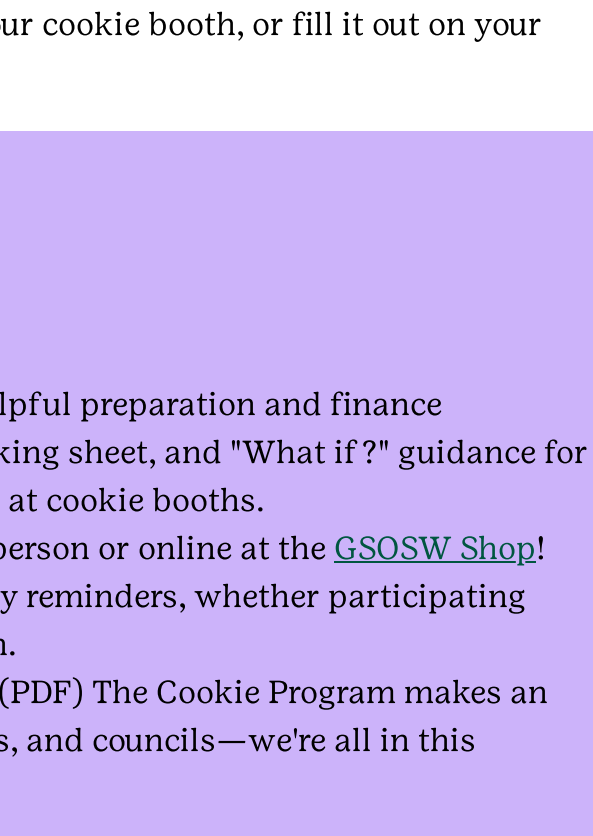 ur cookie booth, or fill it out on your
lpful preparation and finance
king sheet, and "What if?" guidance for
at cookie booths.
person or online at the GSOSW Shop!
y reminders, whether participating
n.
(PDF) The Cookie Program makes an
s, and councils—we're all in this